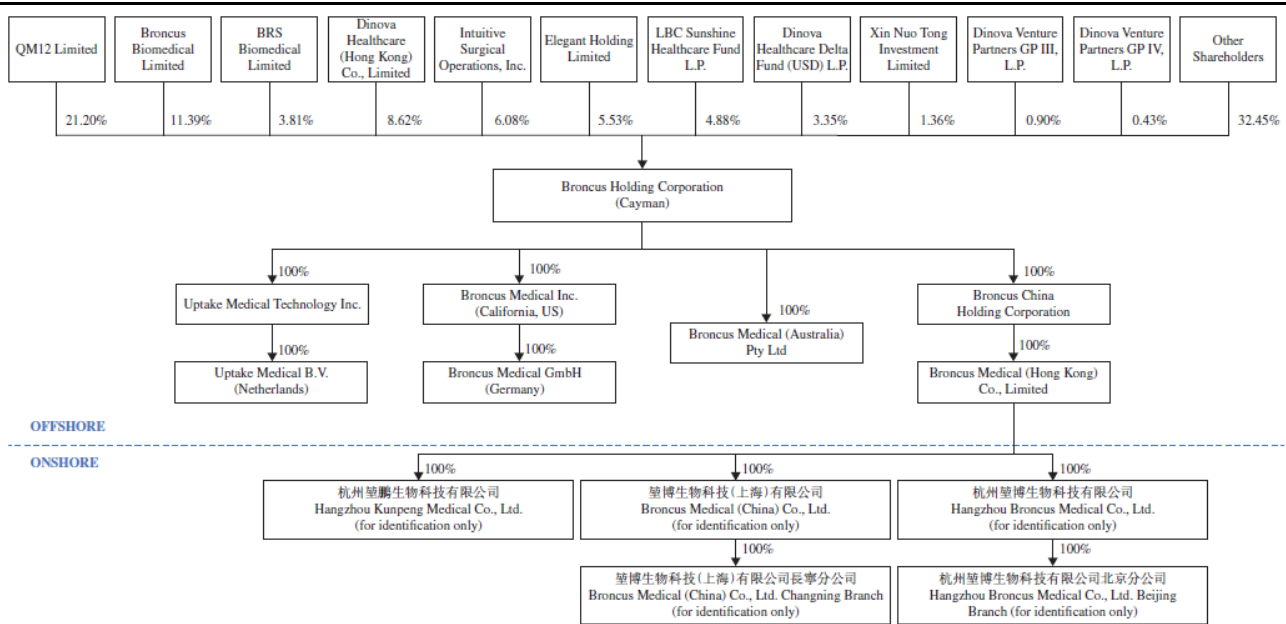 QM12 Limited
Broncus
Biomedical
Limited
BRS
Biomedical
Limited
Dinova
Healthcare
(Hong Kong)
Co., Limited
Intuitive
Surgical
Operations, Inc.
Elegant Holding
Limited
LBC Sunshine
Healthcare Fund
L.P.
Dinova
Healthcare Delta
Fund (USD) L.P.
Xin Nuo Tong
Investment
Limited
Dinova Venture
Partners GP III,
L.P.
Dinova Venture
Partners GP IV,
L.P.
Other
Shareholders
21.20%
11.39%
3.81%
8.62%
6.08%
5.53%
4.88%
3.35%
1.36%
0.90%
0.43%
32.45%
Broncus Holding Corporation
(Cayman)
100%
100%
100%
100%
Uptake Medical Technology Inc.
Broncus Medical Inc.
(California, US)
Broncus Medical (Australia)
Pty Ltd
Broncus China
Holding Corporation
100%
100%
100%
Uptake Medical B.V.
(Netherlands)
Broncus Medical GmbH
(Germany)
Broncus Medical (Hong Kong)
Co., Limited
OFFSHORE
ONSHORE
100%
100%
100%
杭州堃鵬生物科技有限公司
Hangzhou Kunpeng Medical Co., Ltd.
(for identification only)
堃博生物科技(上海)有限公司
Broncus Medical (China) Co., Ltd.
(for identification only)
杭州堃博生物科技有限公司
Hangzhou Broncus Medical Co., Ltd.
(for identification only)
100%
100%
堃博生物科技(上海)有限公司長寧分公司
Broncus Medical (China) Co., Ltd. Changning Branch
(for identification only)
杭州堃博生物科技有限公司北京分公司
Hangzhou Broncus Medical Co., Ltd. Beijing
Branch (for identification only)